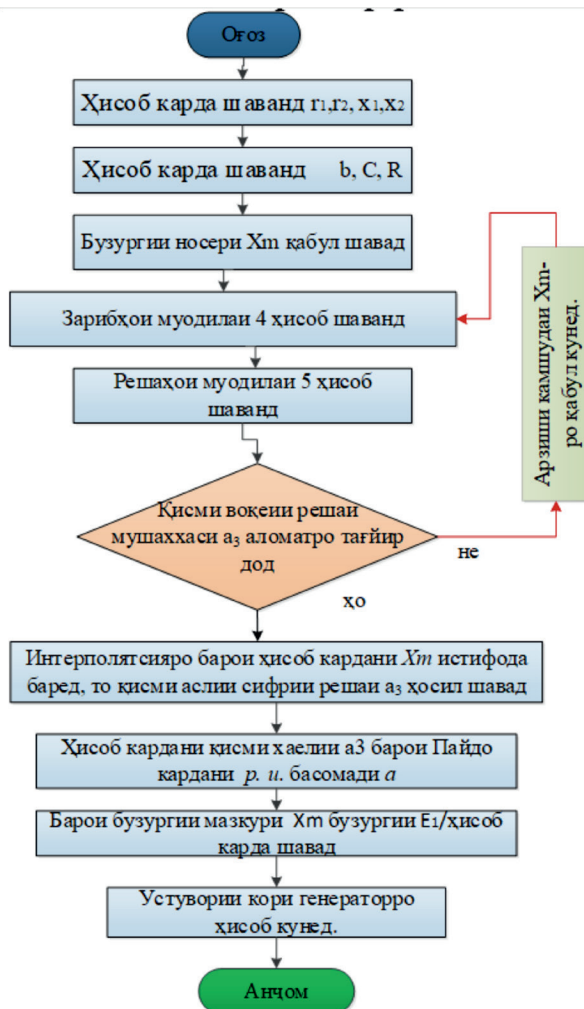 Оғоз
Ҳисоб карда шаванд r₁,r₂, x₁,x₂
Ҳисоб карда шаванд b, C, R
Бузургии носери Xm қабул шавад
Зарибҳои муодилаи 4 ҳисоб шаванд
Решаҳои муодилаи 5 ҳисоб
шаванд
Қисми воқеии решаи
мушаххаси a₃ аломатро тағйир
дод
не
ҳо
Арзиши камшудаи Xm-
ро қабул кунед.
Интерполятсияро барои ҳисоб кардани Xm истифода
баред, то қисми аслии сифрии решаи a₃ ҳосил шавад
Ҳисоб кардани қисми хаелии a3 барои Пайдо
кардани р. и. басомади a
Барои бузургии мазкури Xm бузургии E₁/ҳисоб
карда шавад
Устувории кори генераторро
ҳисоб кунед.
Анҷом